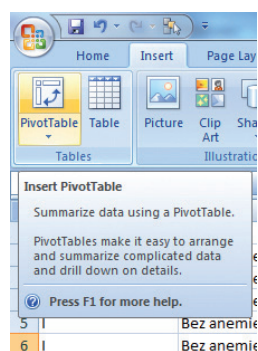 Home Insert Page Lay
PivotTable Table Picture Clip Art Sha
Tables Illustratio
Insert PivotTable
Summarize data using a PivotTable.
PivotTables make it easy to arrange
and summarize complicated data
and drill down on details.
Press F1 for more help.
5 I Bez anemie
6 I Bez anemie